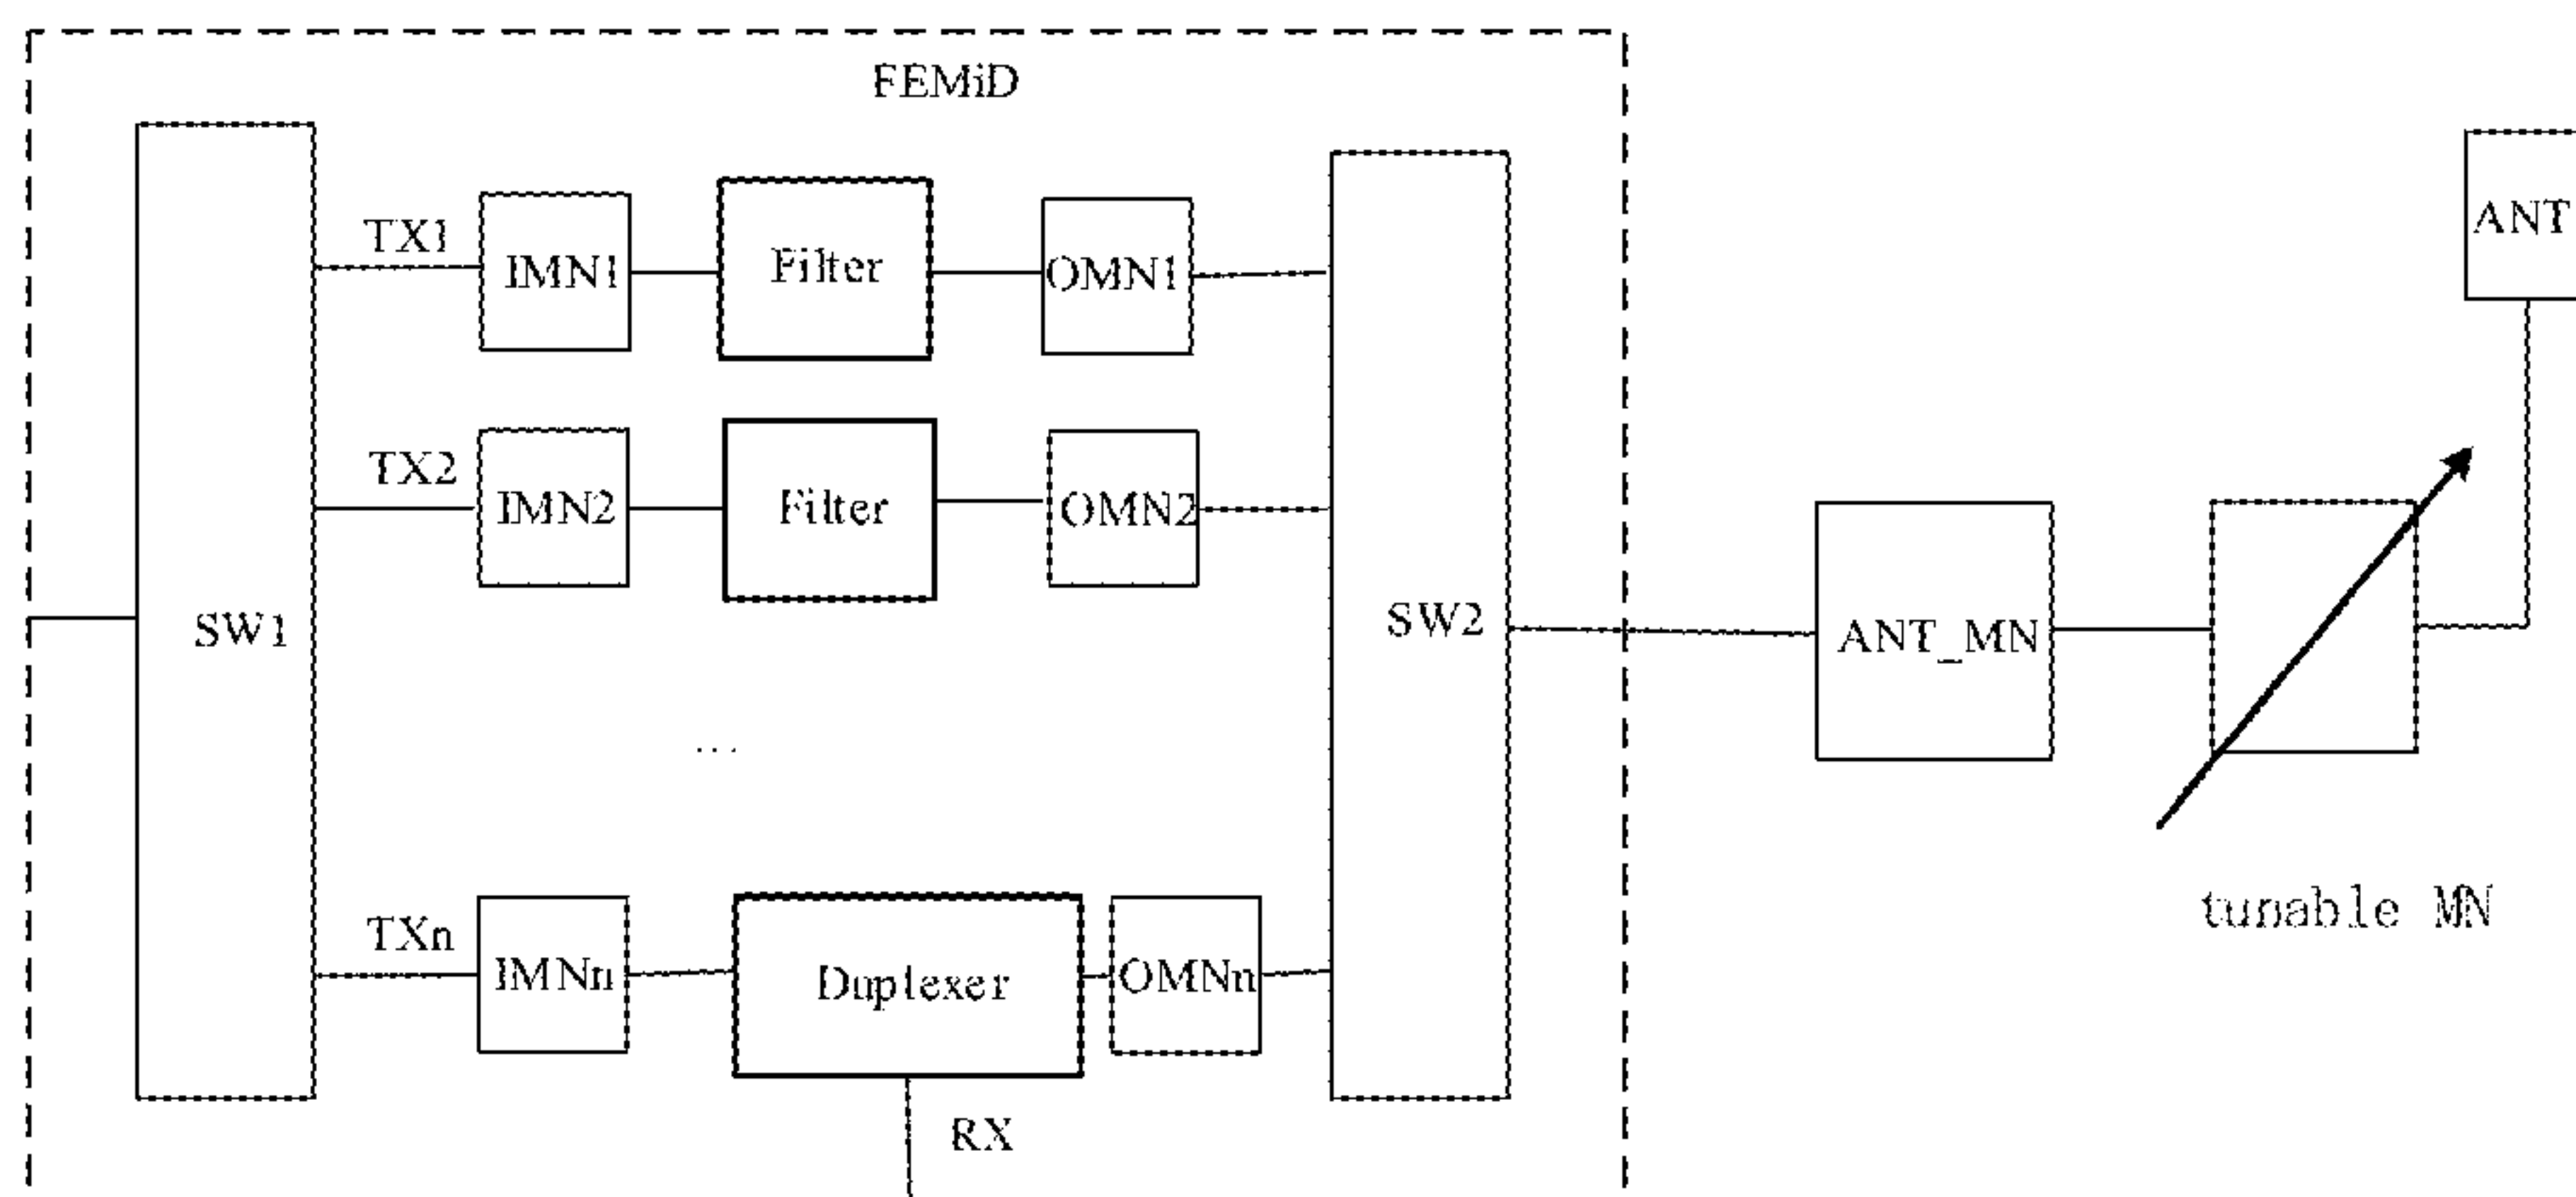 FEMiD
TX1
IMN1
Filter
OMN1
ANT
TX2
IMN2
Filter
OMN2
SW1
SW2
ANT_MN
...
TXn
IMNn
Duplexer
OMNn
tunable MN
RX